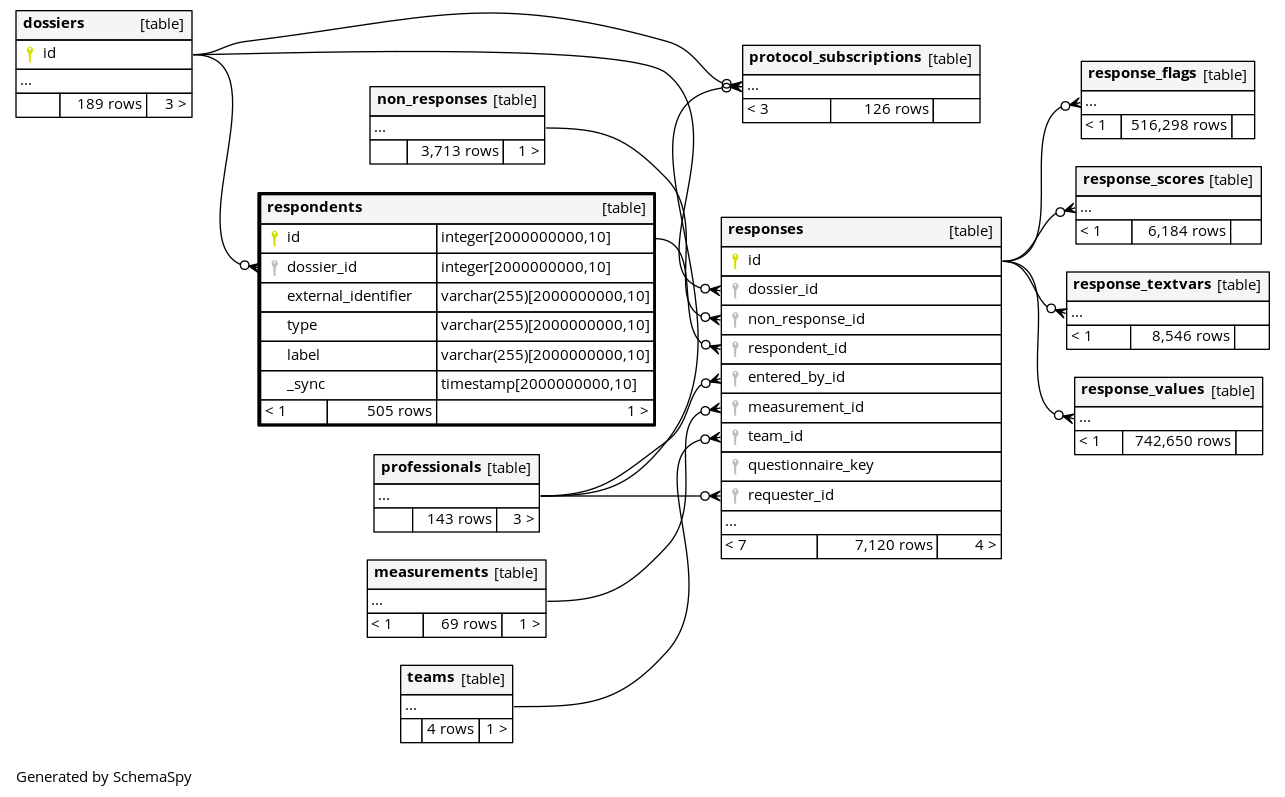 dossiers [table]
id
...
189 rows 3 >
non_responses [table]
...
3,713 rows 1 >
respondents [table]
id integer[2000000000,10]
dossier_id integer[2000000000,10]
external_identifier varchar(255)[2000000000,10]
type varchar(255)[2000000000,10]
label varchar(255)[2000000000,10]
_sync timestamp[2000000000,10]
< 1 505 rows 1 >
professionals [table]
...
143 rows 3 >
measurements [table]
...
< 1 69 rows 1 >
teams [table]
...
4 rows 1 >
protocol_subscriptions [table]
...
< 3 126 rows
responses [table]
id
dossier_id
non_response_id
respondent_id
entered_by_id
measurement_id
team_id
questionnaire_key
requester_id
...
< 7 7,120 rows 4 >
response_flags [table]
...
< 1 516,298 rows
response_scores [table]
...
< 1 6,184 rows
response_textvars [table]
...
< 1 8,546 rows
response_values [table]
...
< 1 742,650 rows
Generated by SchemaSpy